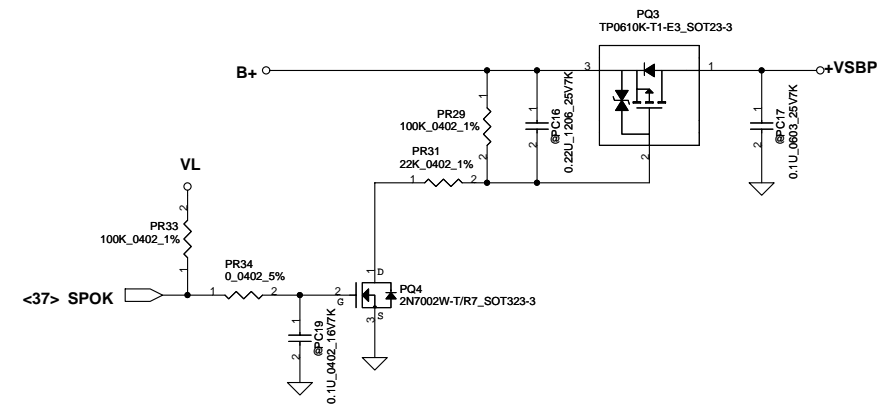 PQ3
TP0610K-T1-E3_SOT23-3
B+
3
1
+VSBP
1
PR29
100K_0402_1%
2
1
@PC16
0.22U_1206_25V7K
2
2
1
@PC17
0.1U_0603_25V7K
2
PR31
22K_0402_1%
1
2
VL
2
PR33
100K_0402_1%
1
PR34
0_0402_5%
<37> SPOK
1
2
2
G
1
D
PQ4
2N7002W-T/R7_SOT323-3
3
S
1
@PC19
0.1U_0402_16V7K
2